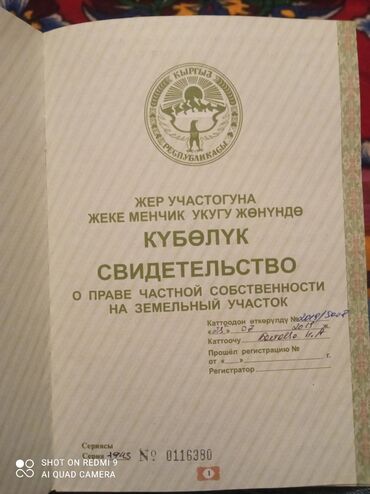 КЫРГЫЗ
РЕСПУБЛИКАСЫ
ЖЕР УЧАСТОГУНА
ЖЕКЕ МЕНЧИК УКУГУ ЖӨНҮНДӨ
КҮБӨЛҮК
СВИДЕТЕЛЬСТВО
О ПРАВЕ ЧАСТНОЙ СОБСТВЕННОСТИ
НА ЗЕМЕЛЬНЫЙ УЧАСТОК
Каттоодон өткөрүлдү №
Каттоочу
Прошёл регистрацию №
от «   »   г.
Регистратор
Сериясы
Серия №   0116380
1
SHOT ON REDMI 9
AI QUAD CAMERA